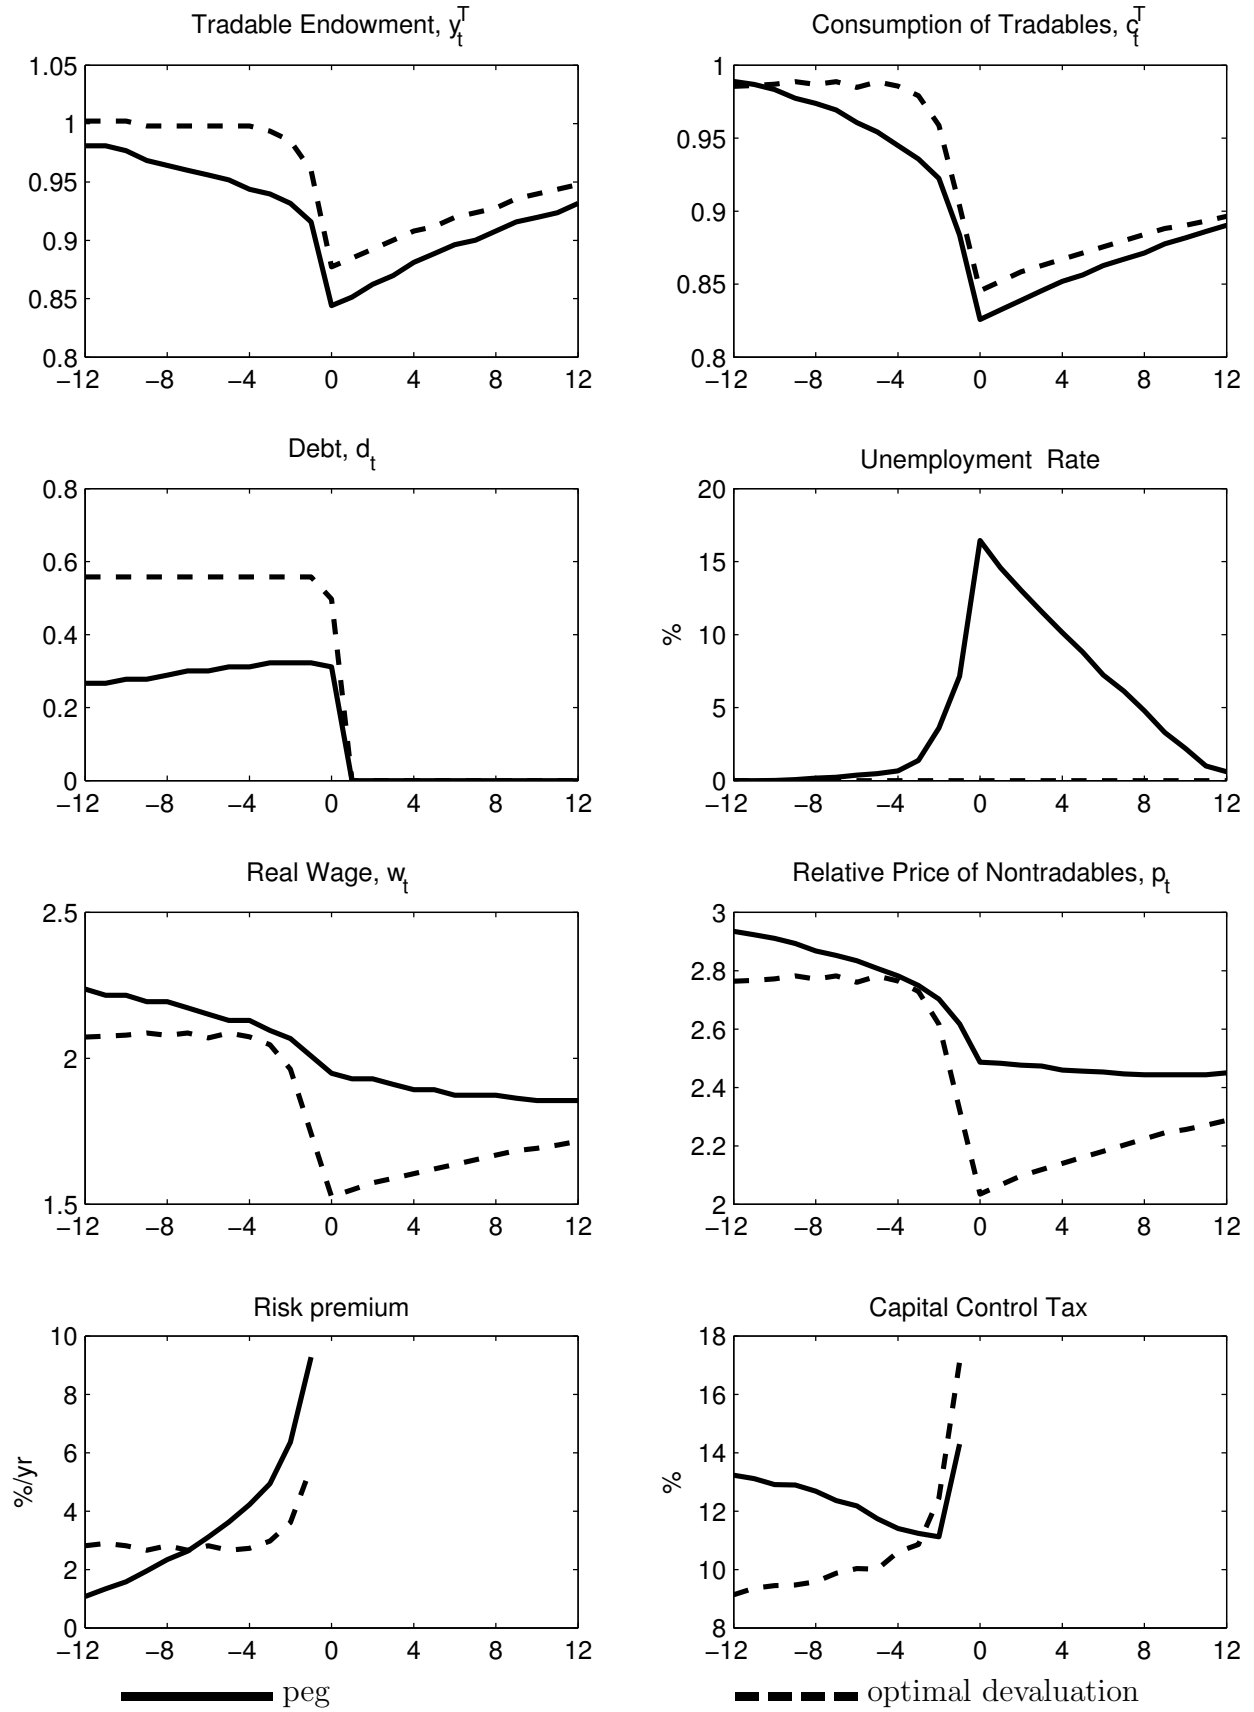 Tradable Endowment, y_t^T
1.05
1
0.95
0.9
0.85
0.8
−12 −8 −4 0 4 8 12
Consumption of Tradables, c_t^T
1
0.95
0.9
0.85
0.8
−12 −8 −4 0 4 8 12
Debt, d_t
0.8
0.6
0.4
0.2
0
−12 −8 −4 0 4 8 12
Unemployment Rate
20
15
10
5
0
%
−12 −8 −4 0 4 8 12
Real Wage, w_t
2.5
2
1.5
−12 −8 −4 0 4 8 12
Relative Price of Nontradables, p_t
3
2.8
2.6
2.4
2.2
2
−12 −8 −4 0 4 8 12
Risk premium
10
8
6
4
2
0
%/yr
−12 −8 −4 0 4 8 12
Capital Control Tax
18
16
14
12
10
8
%
−12 −8 −4 0 4 8 12
peg
optimal devaluation